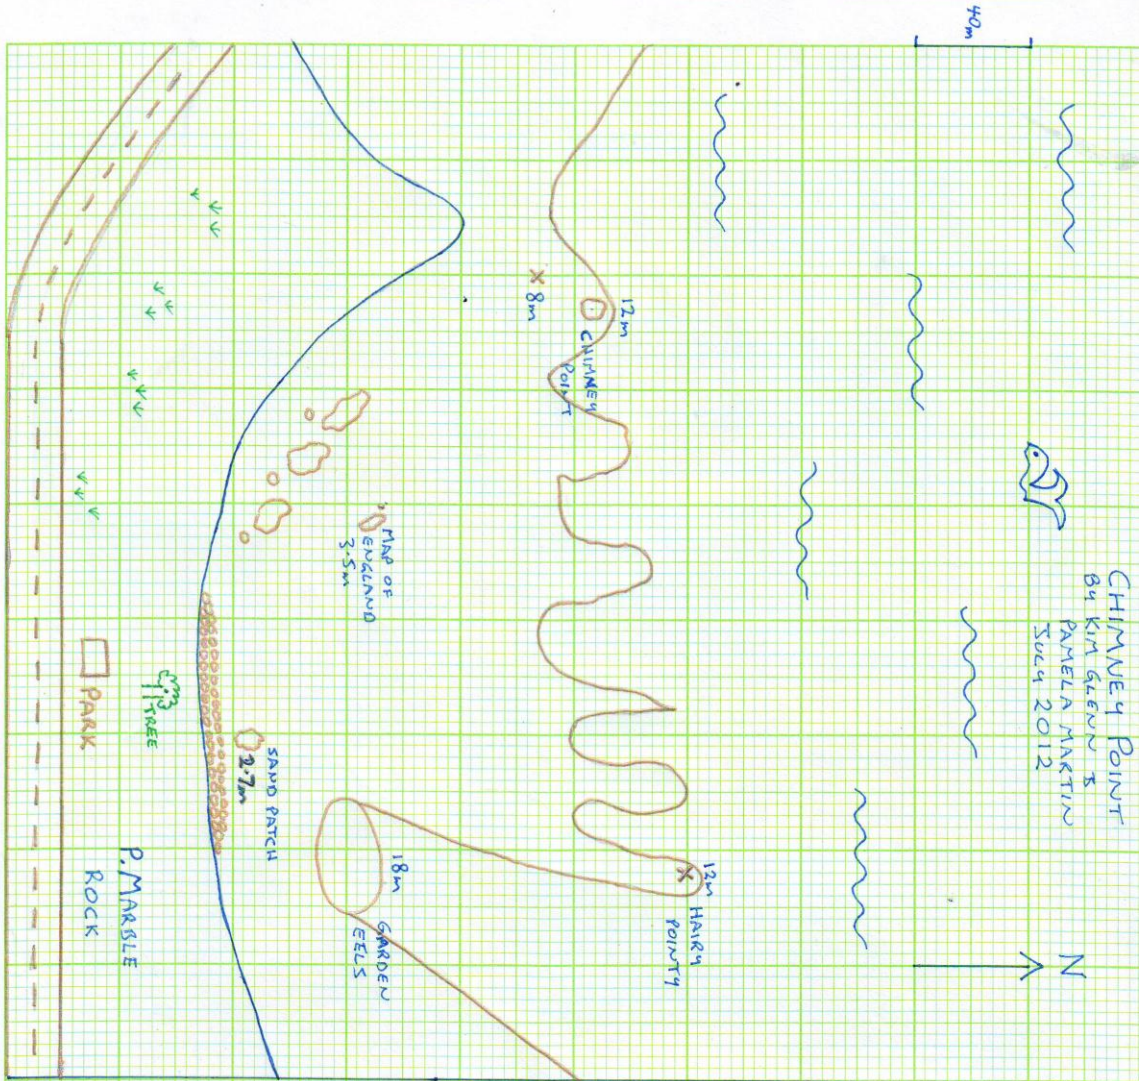 CHIMNEY POINT
BY KIM GLENN &
PAMELA MARTIN
JULY 2012
N
40m
12m
CHIMNEY
POINT
8m
MAP OF
ENGLAND
3.5m
12m
HAIRY
POINTY
18m
GARDEN
EELS
SAND PATCH
2.7m
TREE
PARK
P. MARBLE
ROCK